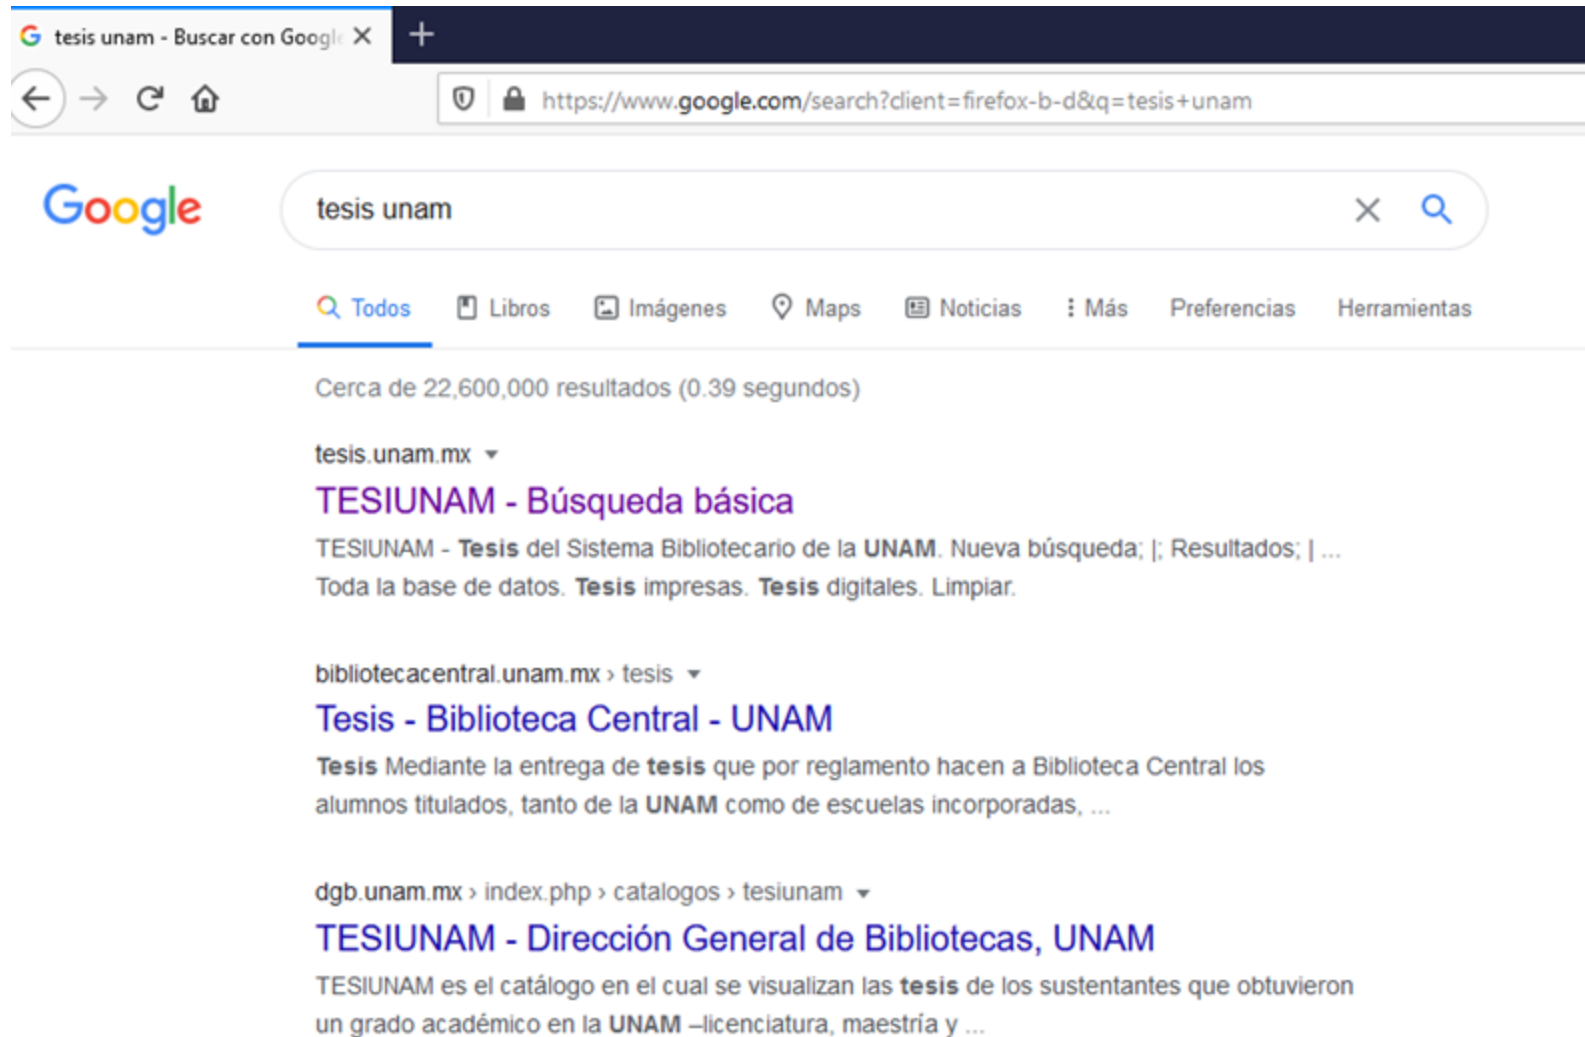 tesis unam - Buscar con Google
https://www.google.com/search?client=firefox-b-d&q=tesis+unam
Google
tesis unam
Todos Libros Imágenes Maps Noticias Más Preferencias Herramientas
Cerca de 22,600,000 resultados (0.39 segundos)
tesis.unam.mx
TESIUNAM - Búsqueda básica
TESIUNAM - Tesis del Sistema Bibliotecario de la UNAM. Nueva búsqueda; |; Resultados; | ...
Toda la base de datos. Tesis impresas. Tesis digitales. Limpiar.
bibliotecacentral.unam.mx › tesis
Tesis - Biblioteca Central - UNAM
Tesis Mediante la entrega de tesis que por reglamento hacen a Biblioteca Central los
alumnos titulados, tanto de la UNAM como de escuelas incorporadas, ...
dgb.unam.mx › index.php › catalogos › tesiunam
TESIUNAM - Dirección General de Bibliotecas, UNAM
TESIUNAM es el catálogo en el cual se visualizan las tesis de los sustentantes que obtuvieron
un grado académico en la UNAM –licenciatura, maestría y ...